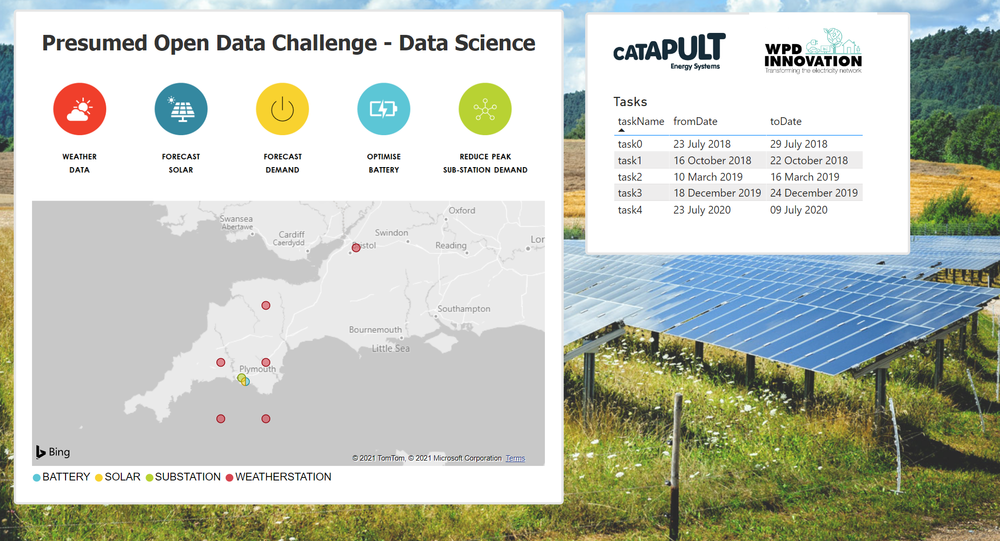 Presumed Open Data Challenge - Data Science
WEATHER
DATA
FORECAST
SOLAR
FORECAST
DEMAND
OPTIMISE
BATTERY
REDUCE PEAK
SUB-STATION DEMAND
Oxford
Swansea
Abertawe
Cardiff
Caerdydd
Swindon
Bristol
Reading
Lor
Southampton
Bournemouth
Little Sea
Plymouth
Bing
© 2021 TomTom, © 2021 Microsoft Corporation Terms
BATTERY SOLAR SUBSTATION WEATHERSTATION
CATAPULT
Energy Systems
WPD
INNOVATION
Transforming the electricity network
Tasks
taskName fromDate toDate
task0 23 July 2018 29 July 2018
task1 16 October 2018 22 October 2018
task2 10 March 2019 16 March 2019
task3 18 December 2019 24 December 2019
task4 23 July 2020 09 July 2020